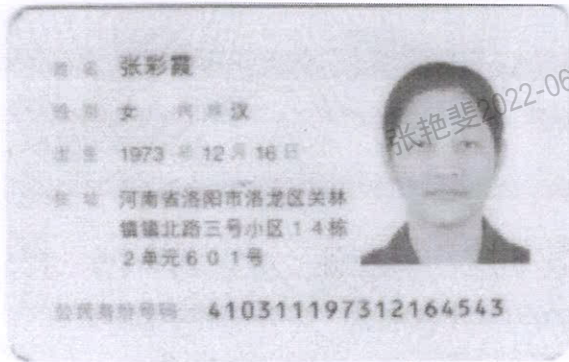 姓名 张彩霞
性别 女 民族 汉
出生 1973 年 12 月 16 日
住址 河南省洛阳市洛龙区关林
镇镇北路三号小区14栋
2单元601号
公民身份号码 410311197312164543
张艳斐2022-06